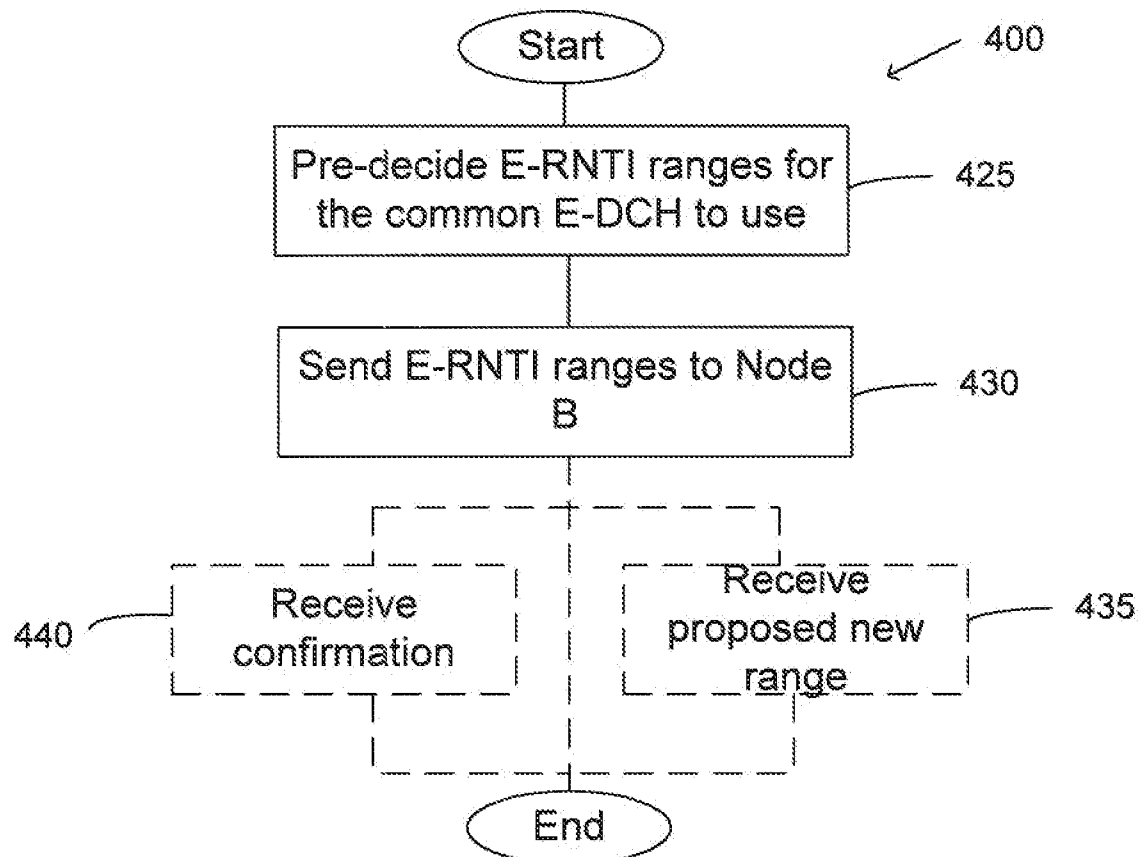 Start
400
Pre-decide E-RNTI ranges for
the common E-DCH to use
425
Send E-RNTI ranges to Node
B
430
Receive
confirmation
440
Receive
proposed new
range
435
End